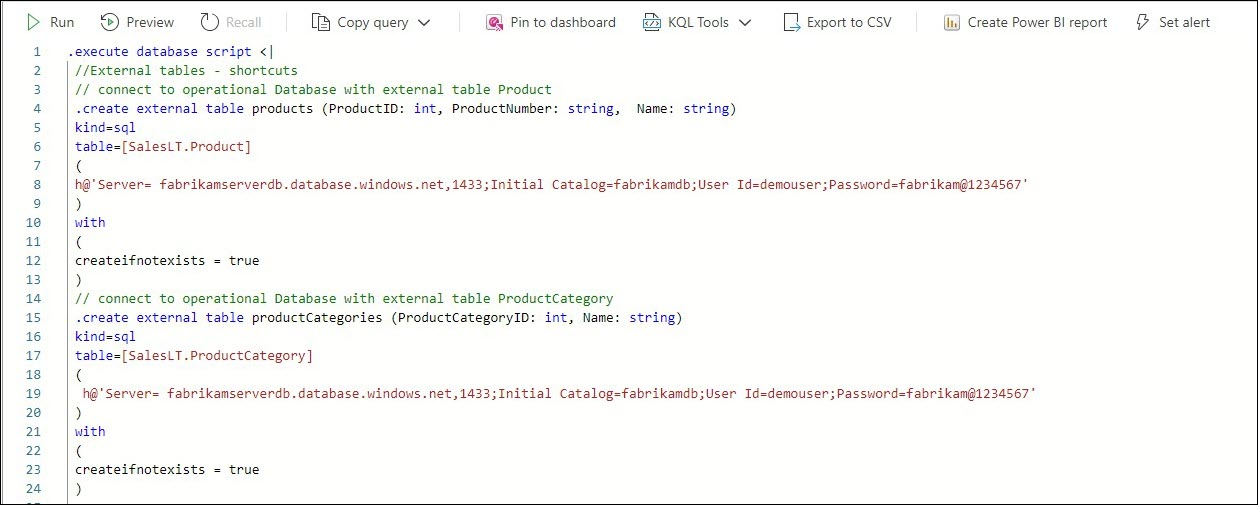 Run Preview Recall Copy query Pin to dashboard KQL Tools Export to CSV Create Power BI report Set alert
1 .execute database script <|
2 //External tables - shortcuts
3 // connect to operational Database with external table Product
4 .create external table products (ProductID: int, ProductNumber: string,  Name: string)
5 kind=sql
6 table=[SalesLT.Product]
7 (
8 h@'Server= fabrikamserverdb.database.windows.net,1433;Initial Catalog=fabrikamdb;User Id=demouser;Password=fabrikam@1234567'
9 )
10 with
11 (
12 createifnotexists = true
13 )
14 // connect to operational Database with external table ProductCategory
15 .create external table productCategories (ProductCategoryID: int, Name: string)
16 kind=sql
17 table=[SalesLT.ProductCategory]
18 (
19 h@'Server= fabrikamserverdb.database.windows.net,1433;Initial Catalog=fabrikamdb;User Id=demouser;Password=fabrikam@1234567'
20 )
21 with
22 (
23 createifnotexists = true
24 )